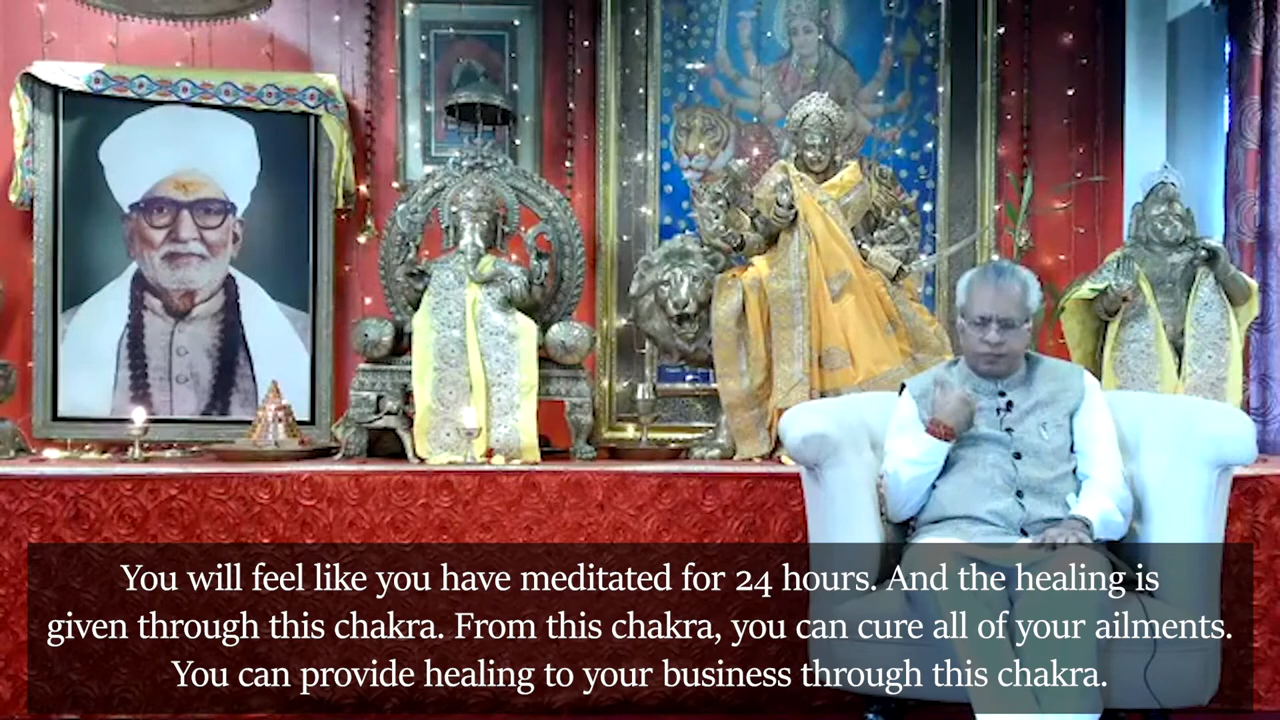 You will feel like you have meditated for 24 hours. And the healing is
given through this chakra. From this chakra, you can cure all of your ailments.
You can provide healing to your business through this chakra.